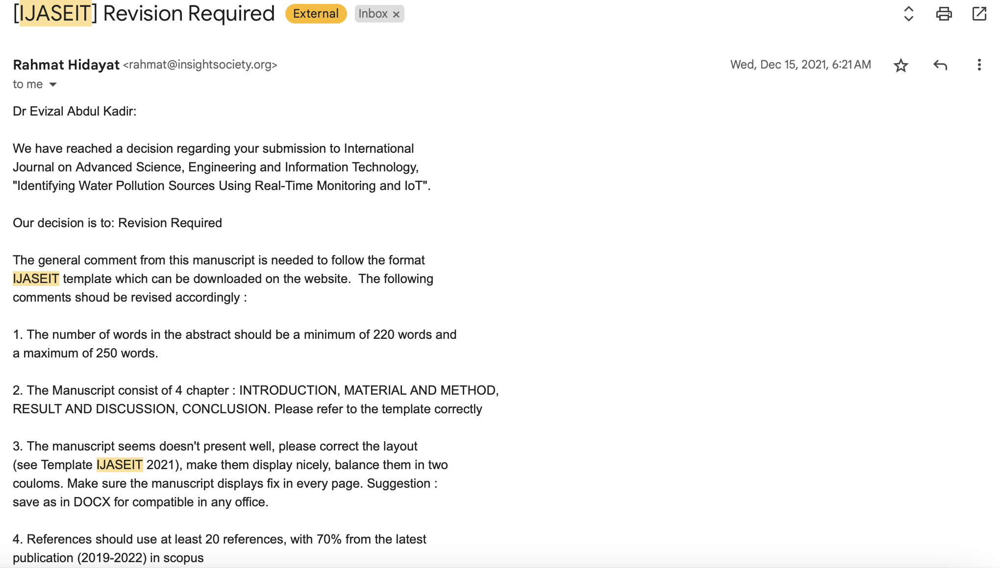 [IJASEIT] Revision Required External Inbox ×
Rahmat Hidayat <rahmat@insightsociety.org> Wed, Dec 15, 2021, 6:21 AM
to me
Dr Evizal Abdul Kadir:
We have reached a decision regarding your submission to International
Journal on Advanced Science, Engineering and Information Technology,
"Identifying Water Pollution Sources Using Real-Time Monitoring and IoT".
Our decision is to: Revision Required
The general comment from this manuscript is needed to follow the format
IJASEIT template which can be downloaded on the website.  The following
comments shoud be revised accordingly :
1. The number of words in the abstract should be a minimum of 220 words and
a maximum of 250 words.
2. The Manuscript consist of 4 chapter : INTRODUCTION, MATERIAL AND METHOD,
RESULT AND DISCUSSION, CONCLUSION. Please refer to the template correctly
3. The manuscript seems doesn't present well, please correct the layout
(see Template IJASEIT 2021), make them display nicely, balance them in two
couloms. Make sure the manuscript displays fix in every page. Suggestion :
save as in DOCX for compatible in any office.
4. References should use at least 20 references, with 70% from the latest
publication (2019-2022) in scopus